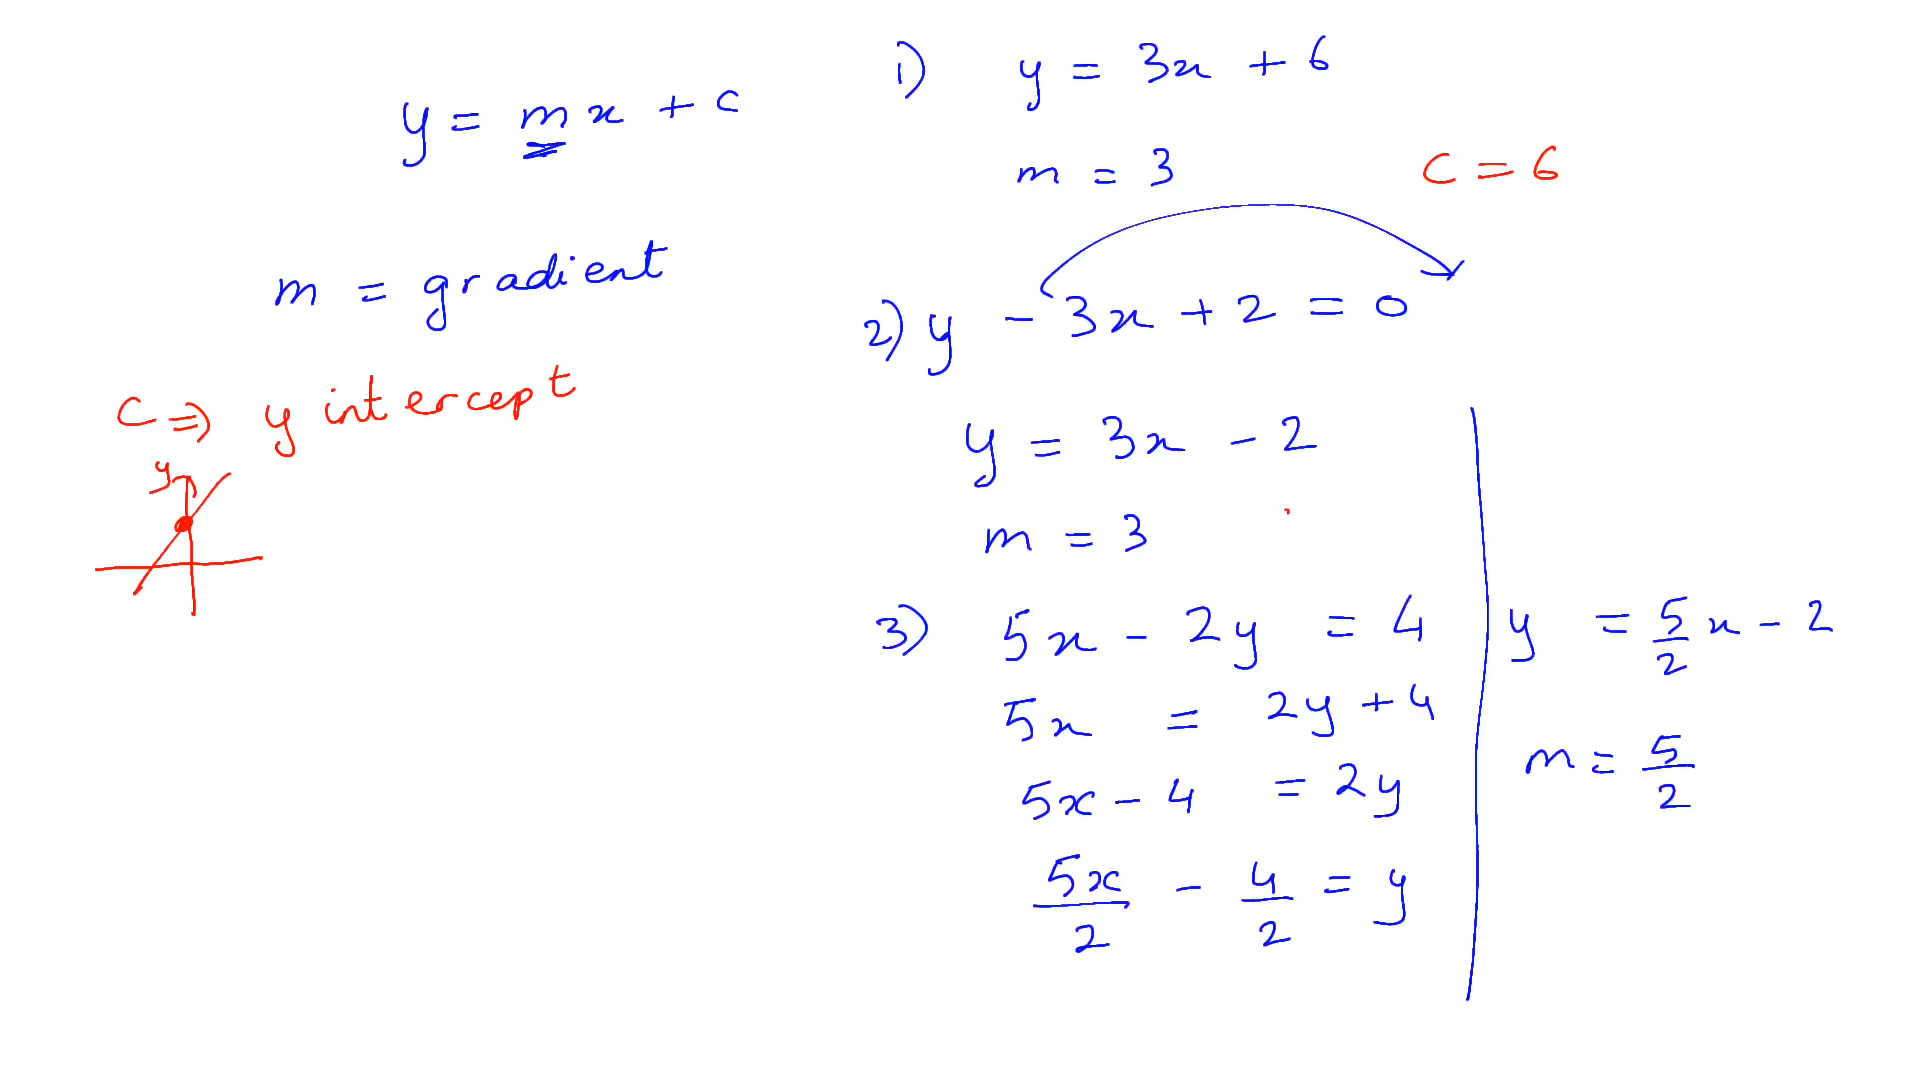 y = mx + c
m = gradient
c ⇒ y intercept
y
1) y = 3x + 6
m = 3 c = 6
2) y - 3x + 2 = 0
y = 3x - 2
m = 3
3) 5x - 2y = 4
5x = 2y + 4
5x - 4 = 2y
5x/2 - 4/2 = y
y = 5/2 x - 2
m = 5/2